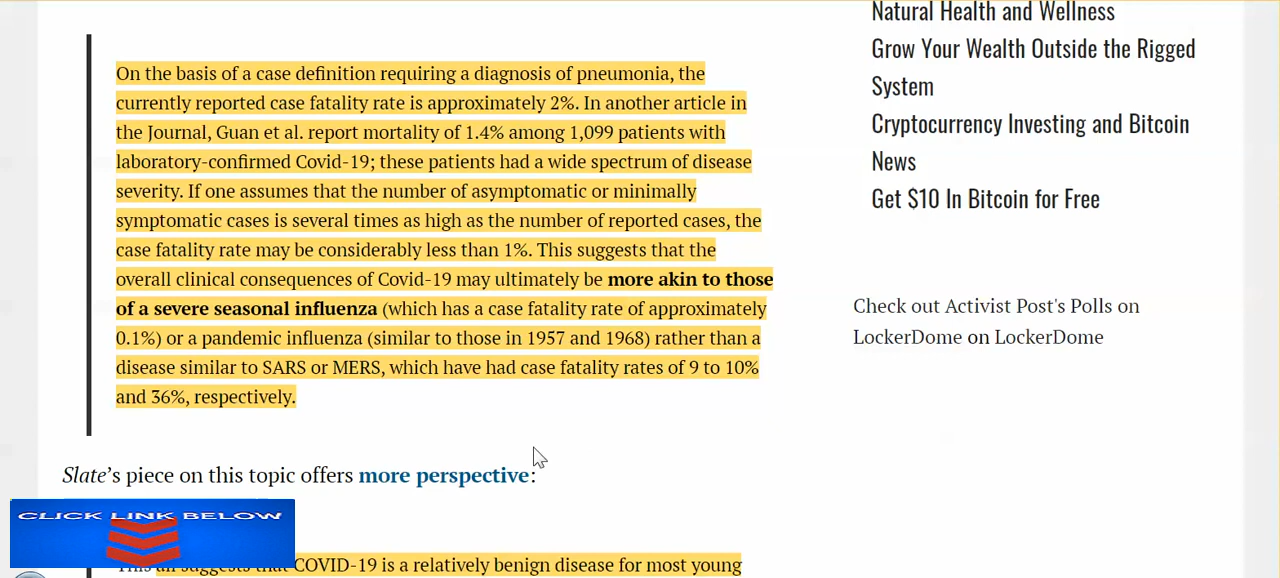 On the basis of a case definition requiring a diagnosis of pneumonia, the
currently reported case fatality rate is approximately 2%. In another article in
the Journal, Guan et al. report mortality of 1.4% among 1,099 patients with
laboratory-confirmed Covid-19; these patients had a wide spectrum of disease
severity. If one assumes that the number of asymptomatic or minimally
symptomatic cases is several times as high as the number of reported cases, the
case fatality rate may be considerably less than 1%. This suggests that the
overall clinical consequences of Covid-19 may ultimately be more akin to those
of a severe seasonal influenza (which has a case fatality rate of approximately
0.1%) or a pandemic influenza (similar to those in 1957 and 1968) rather than a
disease similar to SARS or MERS, which have had case fatality rates of 9 to 10%
and 36%, respectively.
Slate’s piece on this topic offers more perspective:
CLICK LINK BELOW
This all suggests that COVID-19 is a relatively benign disease for most young
Natural Health and Wellness
Grow Your Wealth Outside the Rigged
System
Cryptocurrency Investing and Bitcoin
News
Get $10 In Bitcoin for Free
Check out Activist Post's Polls on
LockerDome on LockerDome